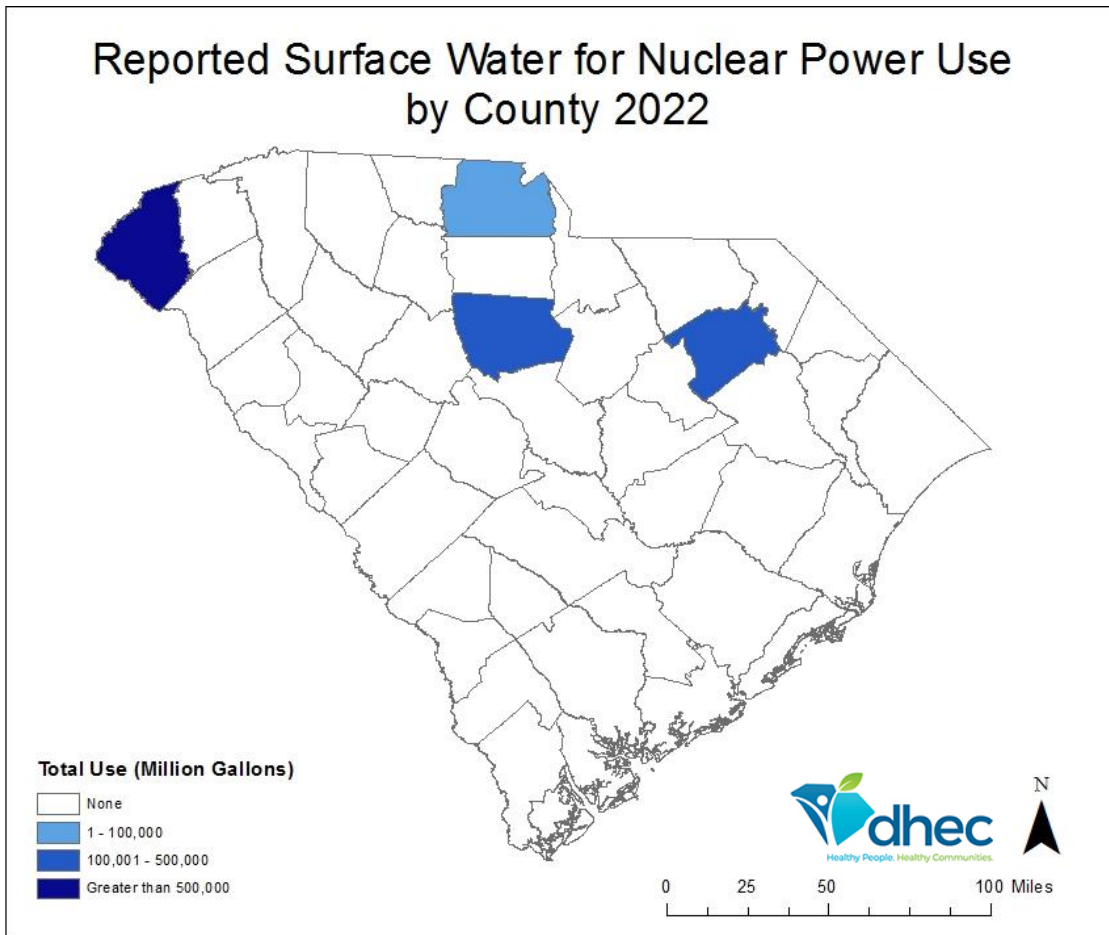 Reported Surface Water for Nuclear Power Use
by County 2022
Total Use (Million Gallons)
None
1 - 100,000
100,001 - 500,000
Greater than 500,000
dhec
Healthy People. Healthy Communities.
N
0 25 50 100 Miles